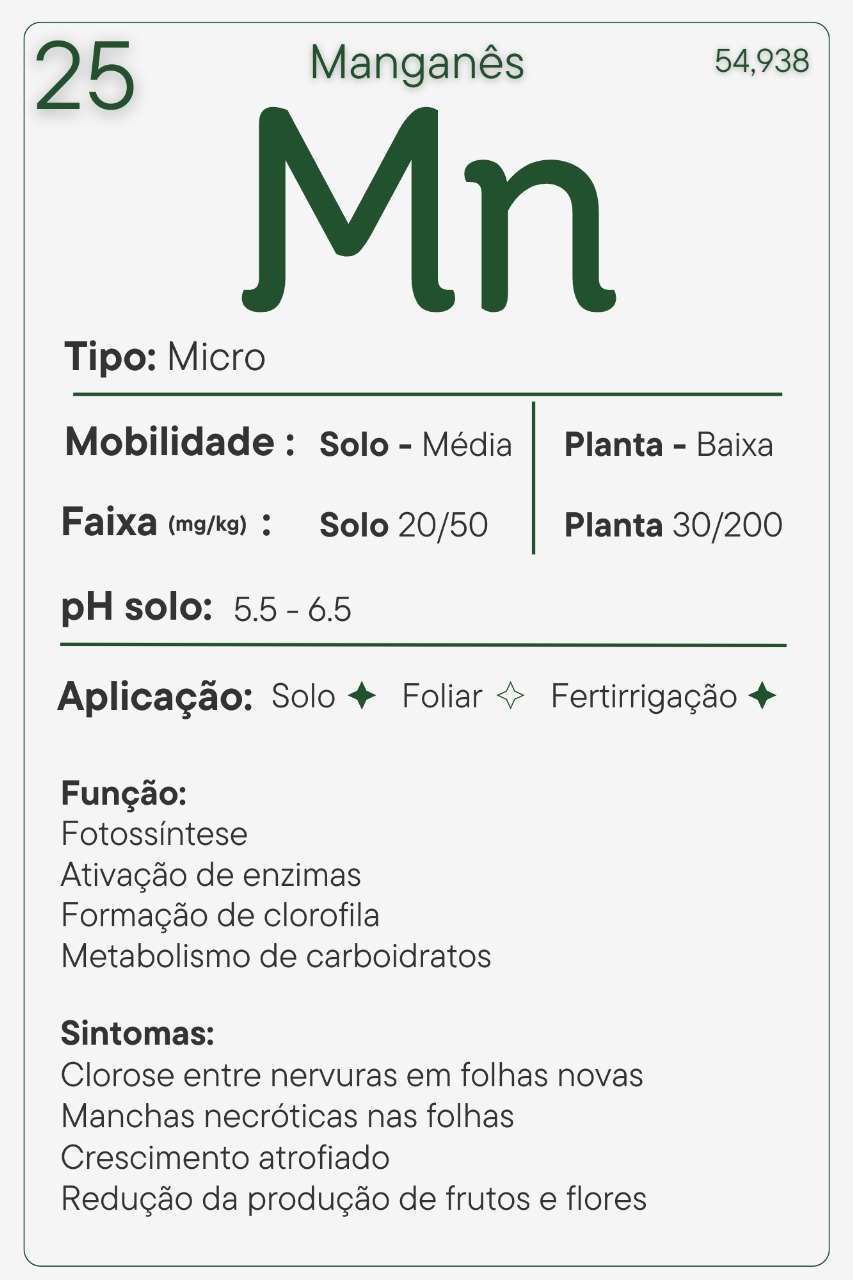 25 Manganês 54,938
Mn
Tipo: Micro
Mobilidade : Solo - Média Planta - Baixa
Faixa (mg/kg) : Solo 20/50 Planta 30/200
pH solo: 5.5 - 6.5
Aplicação: Solo ✦ Foliar ✧ Fertirrigação ✦
Função:
Fotossíntese
Ativação de enzimas
Formação de clorofila
Metabolismo de carboidratos
Sintomas:
Clorose entre nervuras em folhas novas
Manchas necróticas nas folhas
Crescimento atrofiado
Redução da produção de frutos e flores